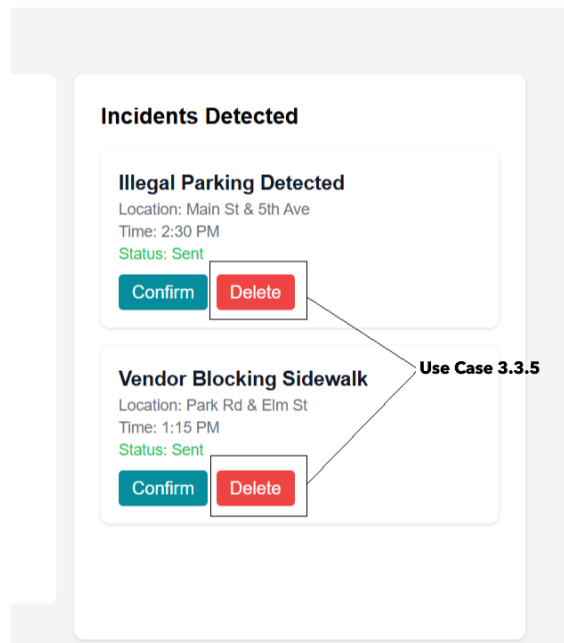 Incidents Detected
Illegal Parking Detected
Location: Main St & 5th Ave
Time: 2:30 PM
Status: Sent
Confirm Delete
Use Case 3.3.5
Vendor Blocking Sidewalk
Location: Park Rd & Elm St
Time: 1:15 PM
Status: Sent
Confirm Delete